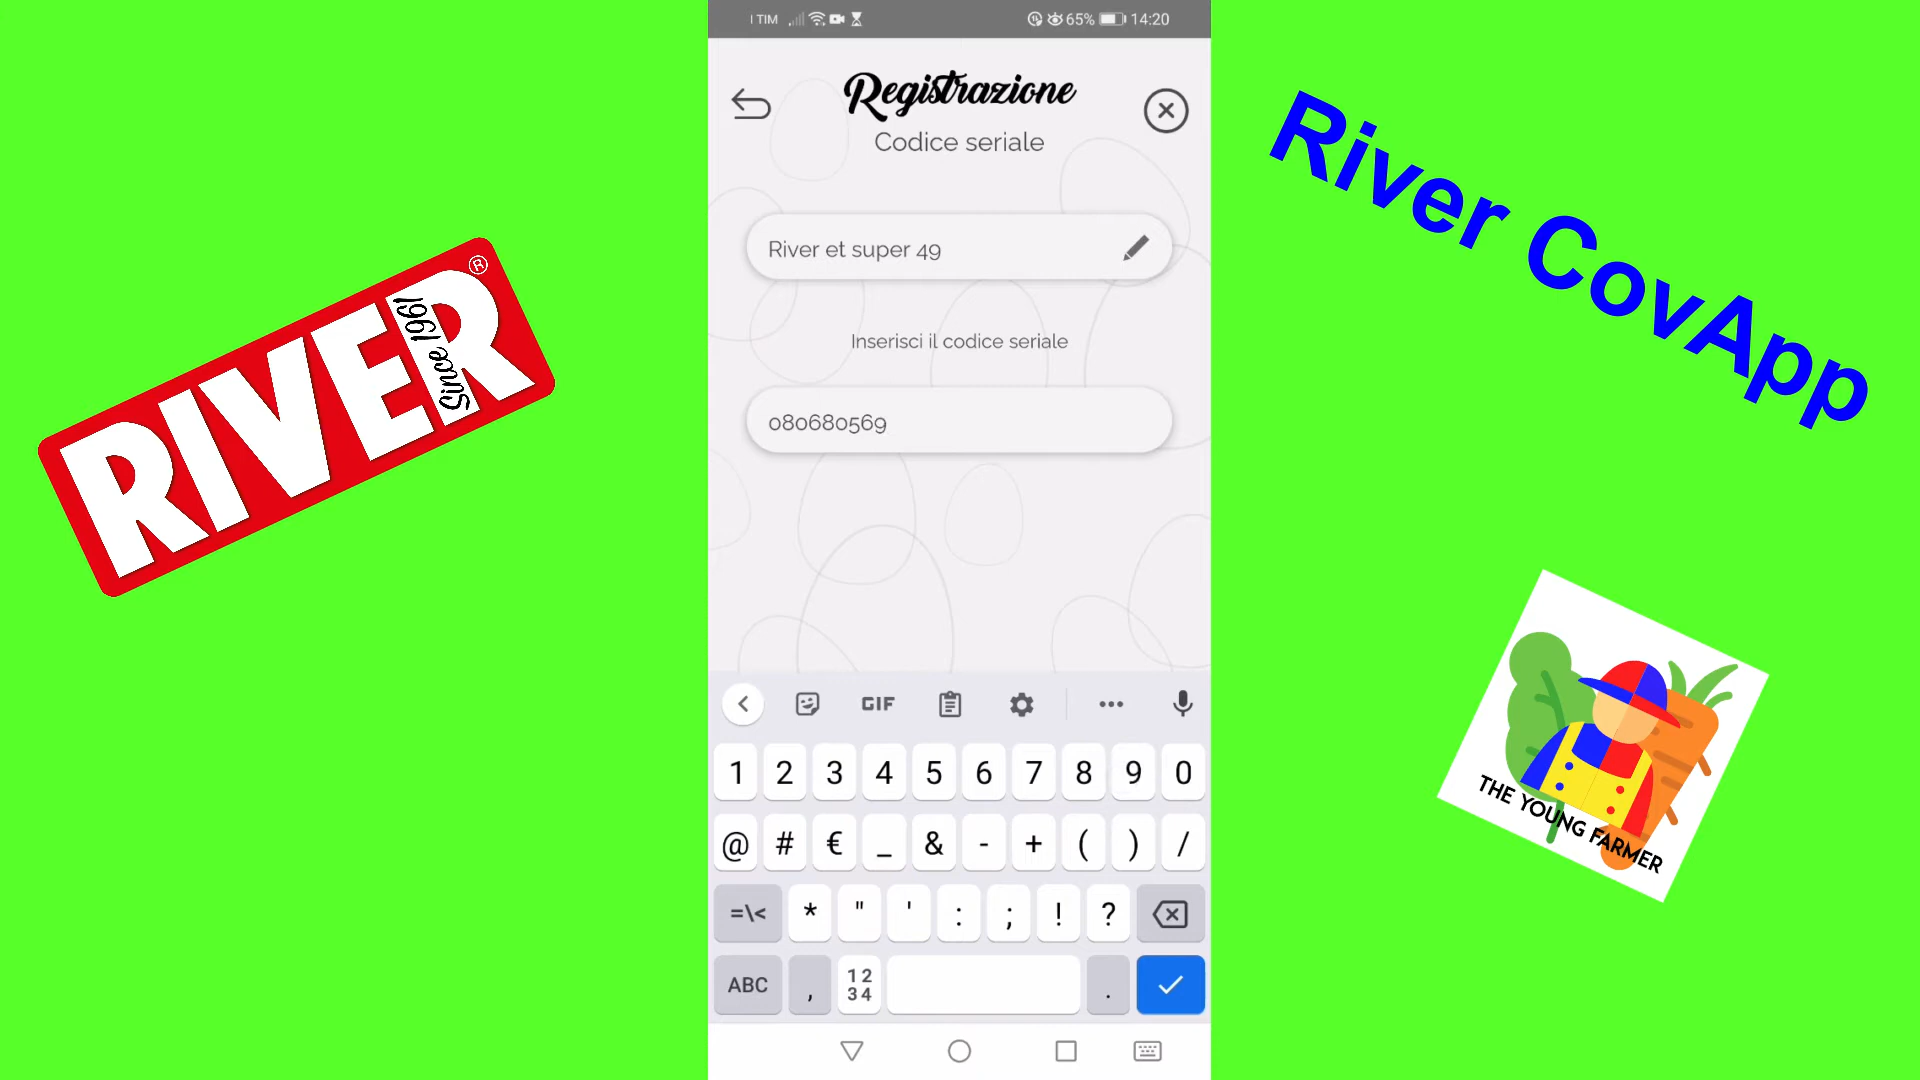 I TIM
65% 14:20
Registrazione
Codice seriale
River et super 49
Inserisci il codice seriale
080680569
RIVER®
Since 1961
River CovApp
THE YOUNG FARMER
GIF
1 2 3 4 5 6 7 8 9 0
@ # € _ & - + ( ) /
=\< * " ' : ; ! ?
ABC , 12 .
34